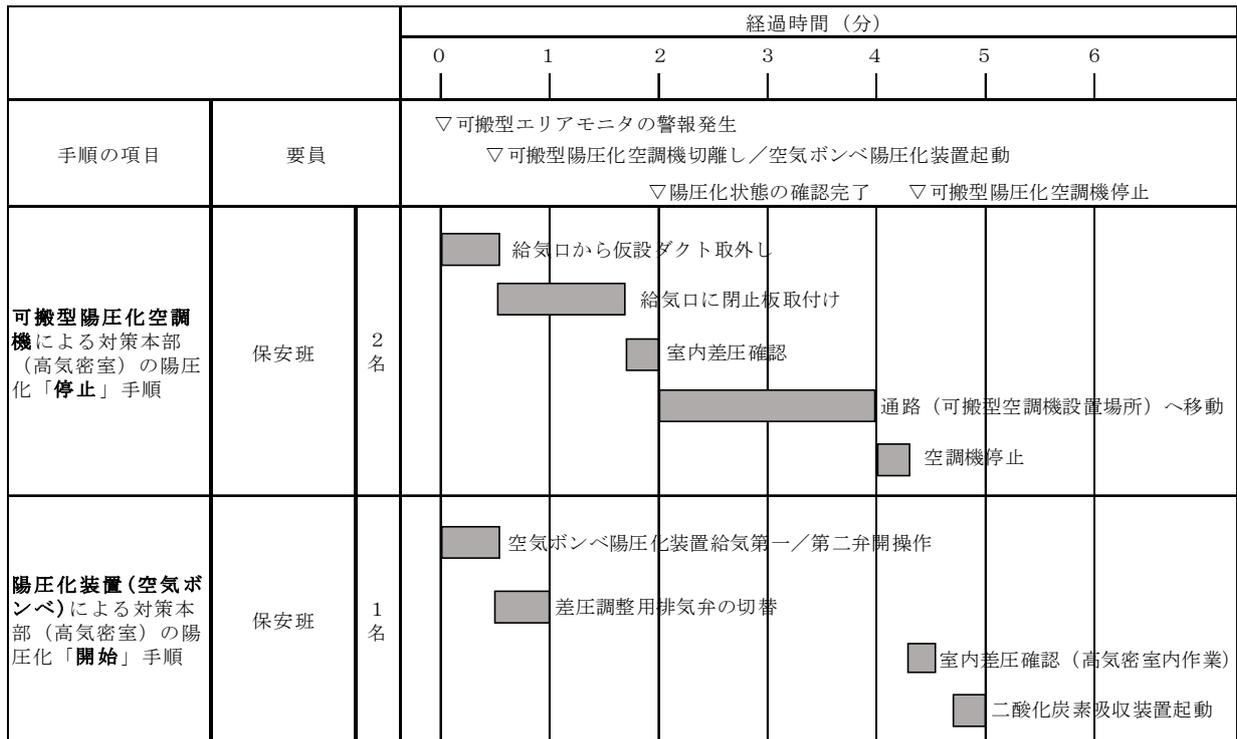 経過時間（分）
0 1 2 3 4 5 6
手順の項目
要員
▽可搬型エリアモニタの警報発生
▽可搬型陽圧化空調機切離し／空気ボンベ陽圧化装置起動
▽陽圧化状態の確認完了 ▽可搬型陽圧化空調機停止
可搬型陽圧化空調
機による対策本部
（高気密室）の陽圧
化「停止」手順
保安班
2
名
給気口から仮設ダクト取外し
給気口に閉止板取付け
室内差圧確認
通路（可搬型空調機設置場所）へ移動
空調機停止
陽圧化装置(空気ボ
ンベ)による対策本
部（高気密室）の陽
圧化「開始」手順
保安班
1
名
空気ボンベ陽圧化装置給気第一／第二弁開操作
差圧調整用排気弁の切替
室内差圧確認（高気密室内作業）
二酸化炭素吸収装置起動